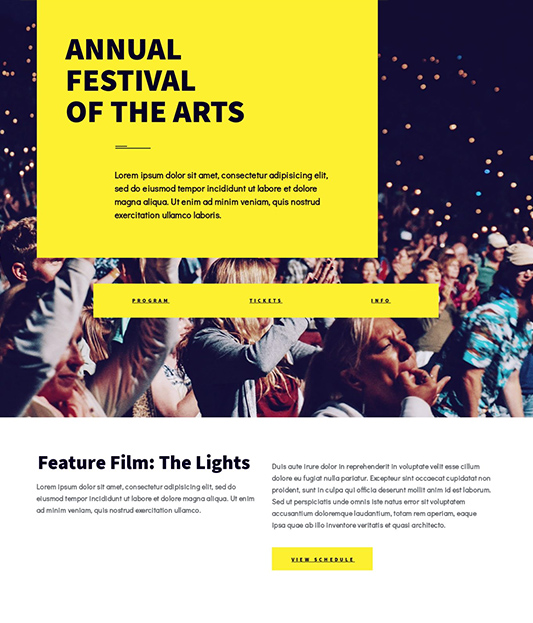 ANNUAL
FESTIVAL
OF THE ARTS
Lorem ipsum dolor sit amet, consectetur adipisicing elit,
sed do eiusmod tempor incididunt ut labore et dolore
magna aliqua. Ut enim ad minim veniam, quis nostrud
exercitation ullamco laboris.
PROGRAM
TICKETS
INFO
Feature Film: The Lights
Lorem ipsum dolor sit amet, consectetur adipisicing elit, sed do
eiusmod tempor incididunt ut labore et dolore magna aliqua. Ut enim
ad minim veniam, quis nostrud exercitation ullamco.
Duis aute irure dolor in reprehenderit in voluptate velit esse cillum
dolore eu fugiat nulla pariatur. Excepteur sint occaecat cupidatat non
proident, sunt in culpa qui officia deserunt mollit anim id est laborum.
Sed ut perspiciatis unde omnis iste natus error sit voluptatem
accusantium doloremque laudantium, totam rem aperiam, eaque
ipsa quae ab illo inventore veritatis et quasi architecto.
VIEW SCHEDULE